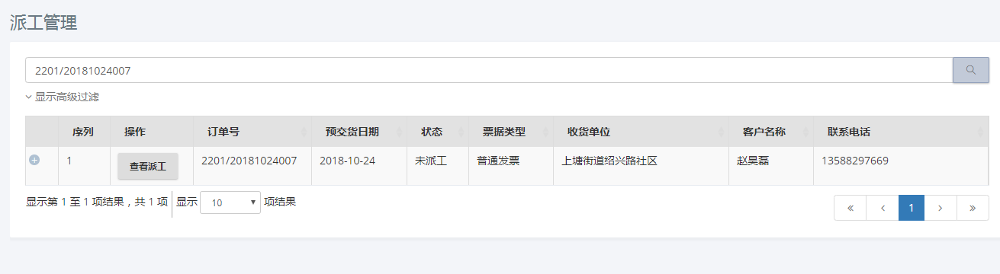 派工管理
2201/20181024007
显示高级过滤
序列 操作 订单号 预交货日期 状态 票据类型 收货单位 客户名称 联系电话
1 查看派工 2201/20181024007 2018-10-24 未派工 普通发票 上塘街道绍兴路社区 赵昊磊 13588297669
显示第 1 至 1 项结果，共 1 项 显示 10 项结果 « ‹ 1 › »